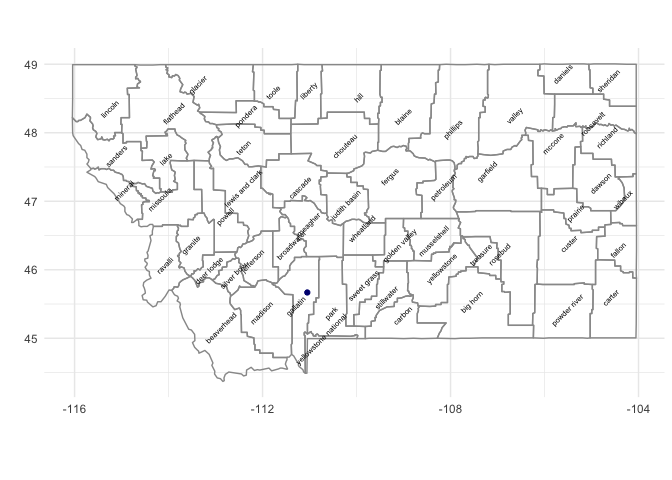 49
48
47
46
45
-116
-112
-108
-104
lincoln
flathead
glacier
toole
liberty
hill
blaine
phillips
valley
daniels
sheridan
roosevelt
richland
mccone
sanders
lake
pondera
teton
chouteau
mineral
missoula
lewis and clark
powell
cascade
judith basin
fergus
petroleum
garfield
dawson
prairie
wibaux
ravalli
granite
deer lodge
silver bow
jefferson
broadwater
meagher
wheatland
golden valley
musselshell
yellowstone
treasure
rosebud
custer
fallon
beaverhead
madison
gallatin
park
sweet grass
stillwater
carbon
big horn
powder river
carter
yellowstone national